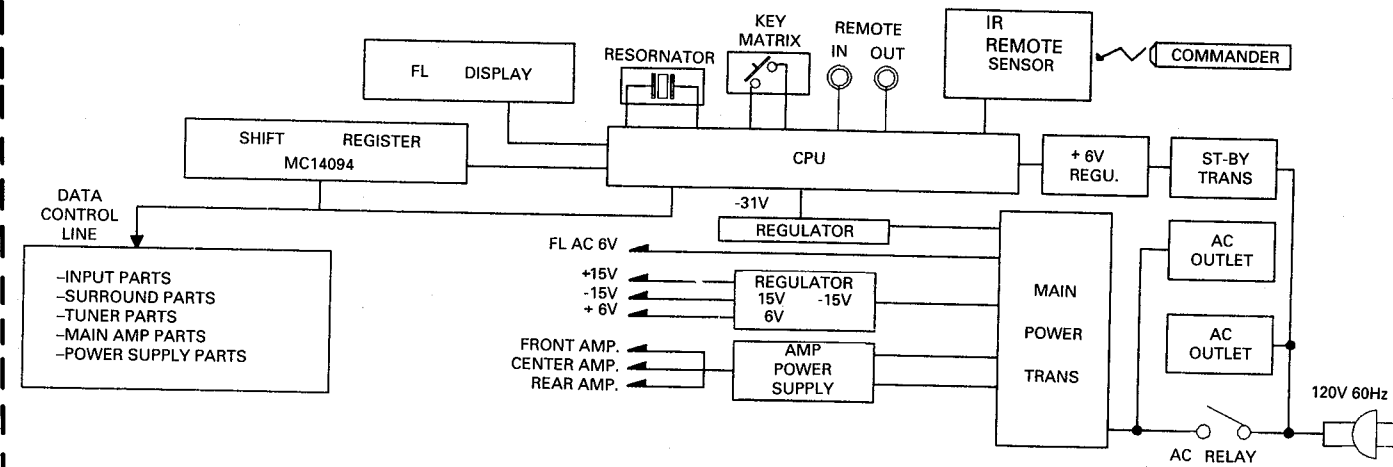 KEY
MATRIX
REMOTE
IN OUT
IR
REMOTE
SENSOR
COMMANDER
RESORNATOR
FL DISPLAY
SHIFT REGISTER
MC14094
CPU
+ 6V
REGU.
ST-BY
TRANS
DATA
CONTROL
LINE
-31V
REGULATOR
FL AC 6V
AC
OUTLET
–INPUT PARTS
–SURROUND PARTS
–TUNER PARTS
–MAIN AMP PARTS
–POWER SUPPLY PARTS
+15V
-15V
+ 6V
REGULATOR
15V -15V
6V
MAIN
POWER
TRANS
AC
OUTLET
FRONT AMP.
CENTER AMP.
REAR AMP.
AMP
POWER
SUPPLY
120V 60Hz
AC RELAY